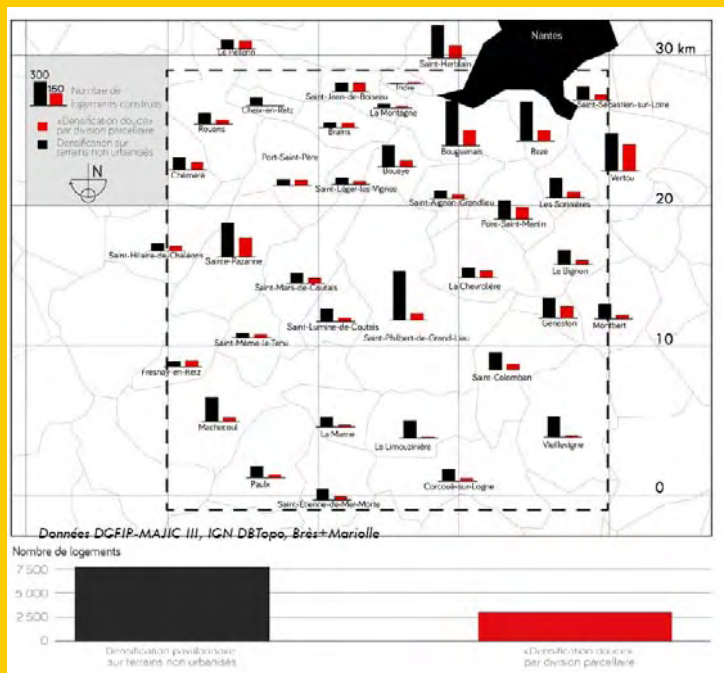 Nantes
30 km
Le Pellerin
Saint-Herblain
300
150
Nombre de
logements construits
«Densification douce»
par division parcellaire
Densification sur
terrains non urbanisés
N
Saint-Jean-de-Boiseau
Indre
Cheix-en-Retz
La Montagne
Saint-Sébastien-sur-Loire
Rouans
Brains
Bouguenais
Rezé
Vertou
Port-Saint-Père
Bouaye
Chéméré
Saint-Léger-les-Vignes
Saint-Aignan-Grandlieu
Les Sorinières
20
Pont-Saint-Martin
Saint-Hilaire-de-Chaléons
Sainte-Pazanne
Le Bignon
La Chevrolière
Saint-Mars-de-Coutais
Saint-Lumine-de-Coutais
Geneston
Montbert
Saint-Philbert-de-Grand-Lieu
Saint-Même-le-Tenu
10
Fresnay-en-Retz
Saint-Colomban
Machecoul
La Marne
La Limouzinière
Vieillevigne
Paulx
Corcoué-sur-Logne
0
Saint-Étienne-de-Mer-Morte
Données DGFIP-MAJIC III, IGN DBTopo, Brès+Mariolle
Nombre de logements
7 500
5 000
2 500
0
Densification pavillonnaire
sur terrains non urbanisés
«Densification douce»
par division parcellaire